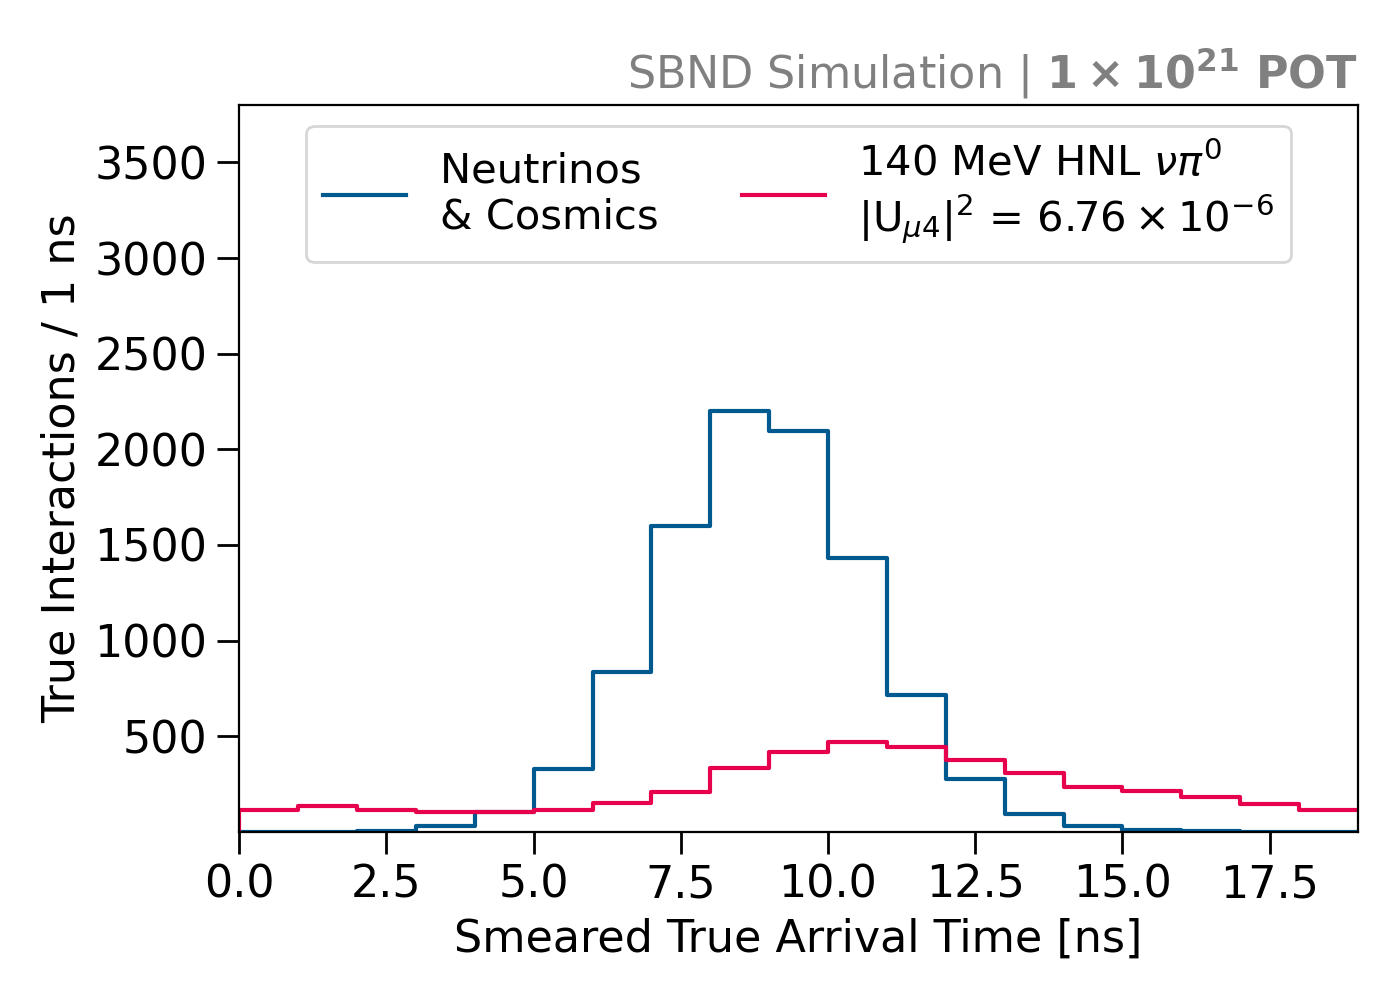 SBND Simulation | 1 × 10²¹ POT
Neutrinos
& Cosmics
140 MeV HNL νπ⁰
|Uμ4|² = 6.76 × 10⁻⁶
True Interactions / 1 ns
3500
3000
2500
2000
1500
1000
500
0.0 2.5 5.0 7.5 10.0 12.5 15.0 17.5
Smeared True Arrival Time [ns]